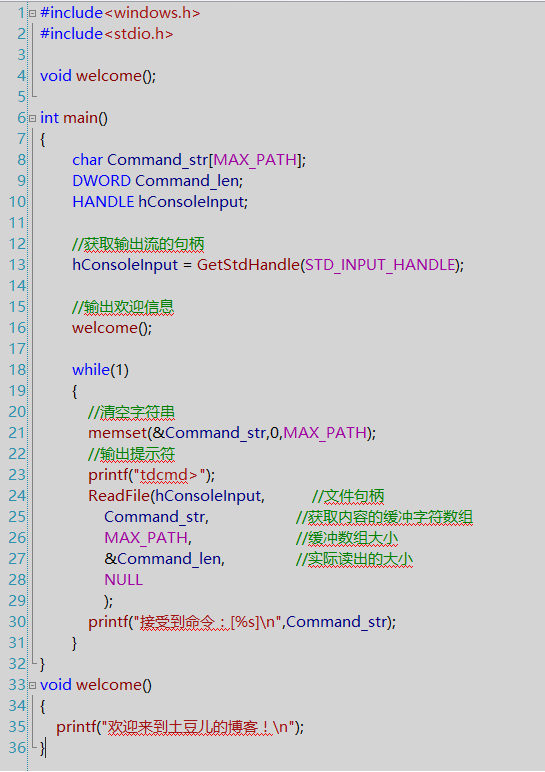 1 #include<windows.h>
2 #include<stdio.h>
3
4 void welcome();
5
6 int main()
7 {
8 char Command_str[MAX_PATH];
9 DWORD Command_len;
10 HANDLE hConsoleInput;
11
12 //获取输出流的句柄
13 hConsoleInput = GetStdHandle(STD_INPUT_HANDLE);
14
15 //输出欢迎信息
16 welcome();
17
18 while(1)
19 {
20 //清空字符串
21 memset(&Command_str,0,MAX_PATH);
22 //输出提示符
23 printf("tdcmd>");
24 ReadFile(hConsoleInput, //文件句柄
25 Command_str, //获取内容的缓冲字符数组
26 MAX_PATH, //缓冲数组大小
27 &Command_len, //实际读出的大小
28 NULL
29 );
30 printf("接受到命令：[%s]\n",Command_str);
31 }
32 }
33 void welcome()
34 {
35 printf("欢迎来到土豆儿的博客！\n");
36 }